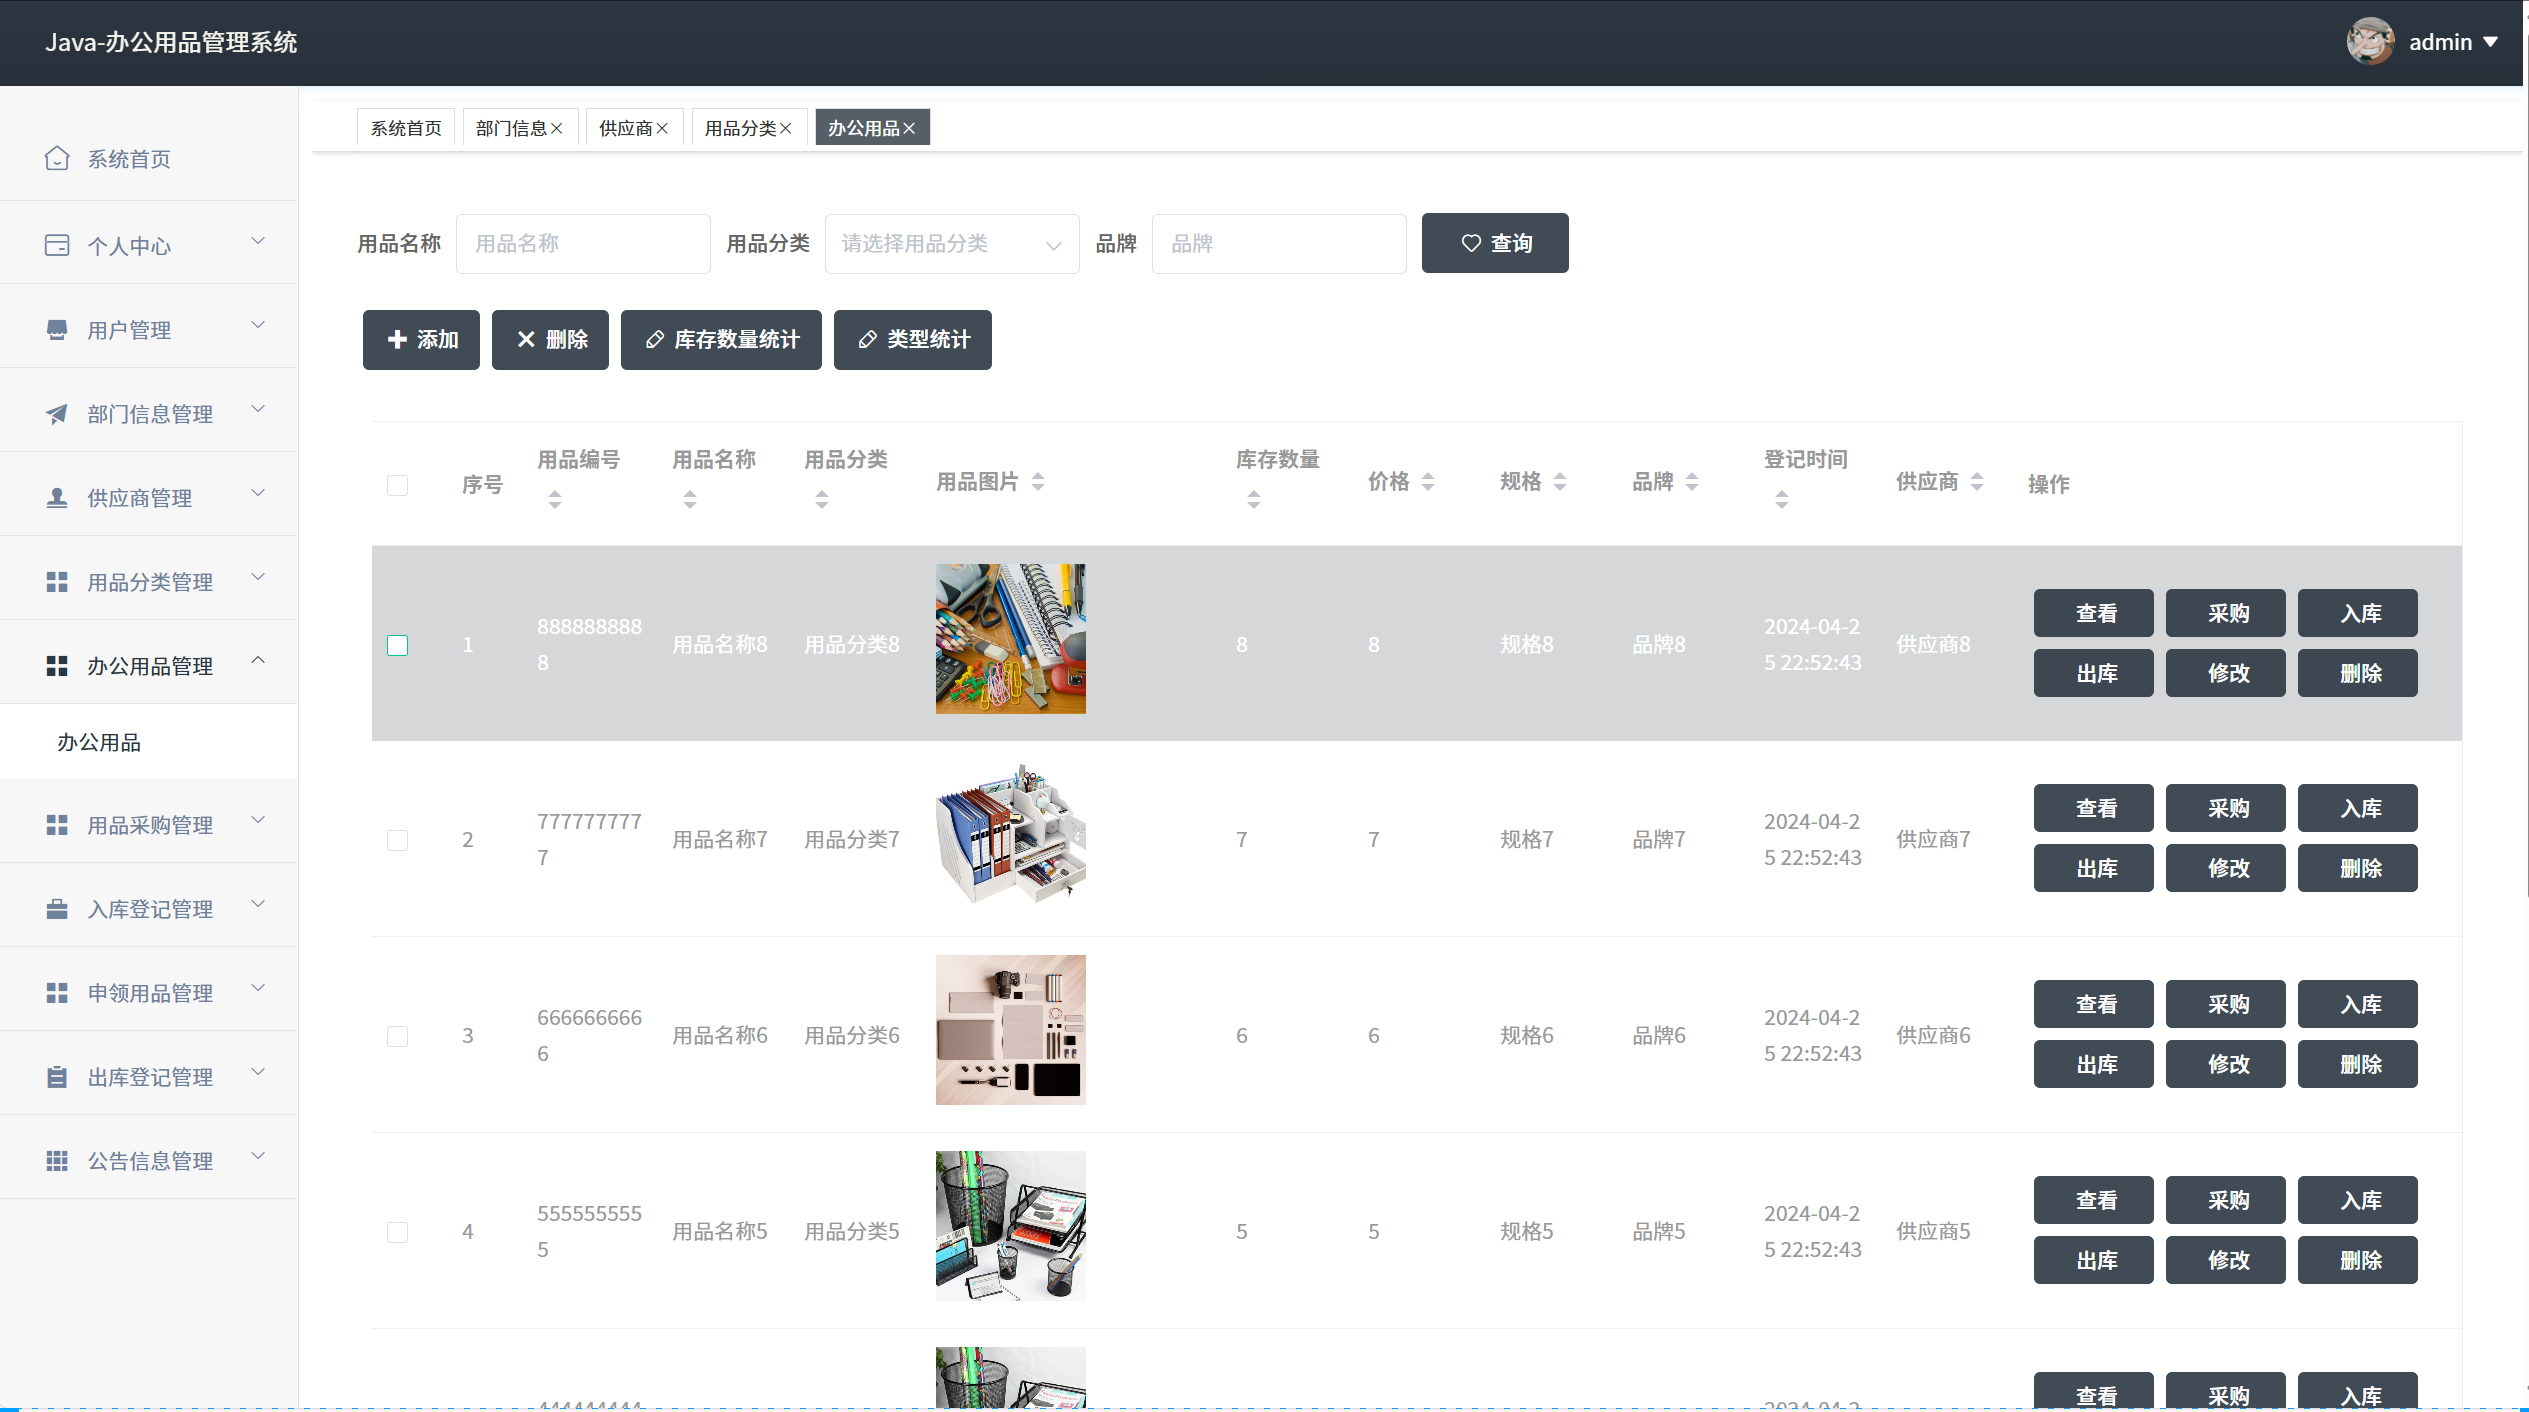 Java-办公用品管理系统
admin
系统首页
个人中心
用户管理
部门信息管理
供应商管理
用品分类管理
办公用品管理
办公用品
用品采购管理
入库登记管理
申领用品管理
出库登记管理
公告信息管理
系统首页 部门信息 供应商 用品分类 办公用品
用品名称 用品名称 用品分类 请选择用品分类 品牌 品牌 查询
添加 删除 库存数量统计 类型统计
序号 用品编号 用品名称 用品分类 用品图片 库存数量 价格 规格 品牌 登记时间 供应商 操作
1 888888888 用品名称8 用品分类8 8 8 规格8 品牌8 2024-04-2 供应商8 查看 采购 入库
8 5 22:52:43 出库 修改 删除
2 777777777 用品名称7 用品分类7 7 7 规格7 品牌7 2024-04-2 供应商7 查看 采购 入库
7 5 22:52:43 出库 修改 删除
3 666666666 用品名称6 用品分类6 6 6 规格6 品牌6 2024-04-2 供应商6 查看 采购 入库
6 5 22:52:43 出库 修改 删除
4 555555555 用品名称5 用品分类5 5 5 规格5 品牌5 2024-04-2 供应商5 查看 采购 入库
5 5 22:52:43 出库 修改 删除
444444444 2024-04-2 查看 采购 入库